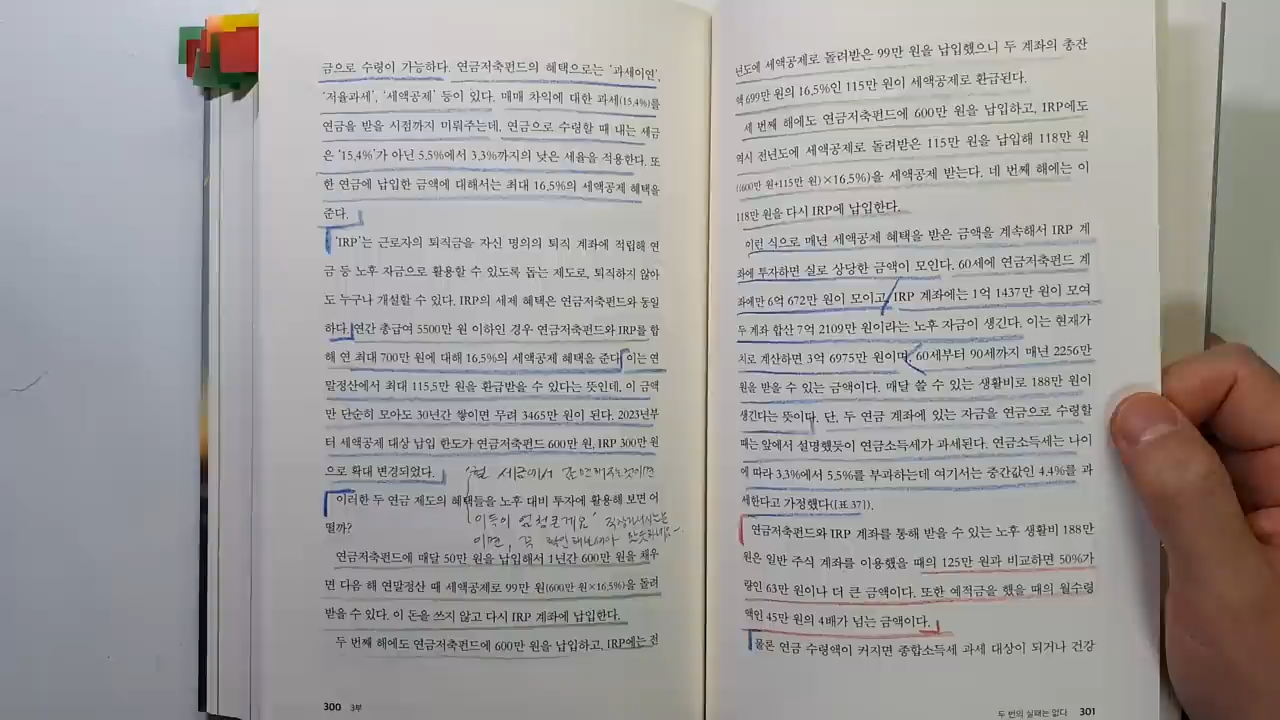 금으로 수령이 가능하다. 연금저축펀드의 혜택으로는 '과세이연',
'저율과세', '세액공제' 등이 있다. 매매 차익에 대한 과세(15.4%)를
연금을 받을 시점까지 미뤄주는데, 연금으로 수령할 때 내는 세금
은 '15.4%'가 아닌 5.5%에서 3.3%까지의 낮은 세율을 적용한다. 또
한 연금에 납입한 금액에 대해서는 최대 16.5%의 세액공제 혜택을
준다.
'IRP'는 근로자의 퇴직금을 자신 명의의 퇴직 계좌에 적립해 연
금 등 노후 자금으로 활용할 수 있도록 돕는 제도로, 퇴직하지 않아
도 누구나 개설할 수 있다. IRP의 세제 혜택은 연금저축펀드와 동일
하다. 연간 총급여 5500만 원 이하인 경우 연금저축펀드와 IRP를 합
해 연 최대 700만 원에 대해 16.5%의 세액공제 혜택을 준다. 이는 연
말정산에서 최대 115.5만 원을 환급받을 수 있다는 뜻인데, 이 금액
만 단순히 모아도 30년간 쌓이면 무려 3465만 원이 된다. 2023년부
터 세액공제 대상 납입 한도가 연금저축펀드 600만 원, IRP 300만 원
으로 확대 변경되었다.
세금에서
이러한 두 연금 제도의 혜택들을 노후 대비 투자에 활용해 보면 어
이득이 엄청
떨까?
이면, 꼭
연금저축펀드에 매달 50만 원을 납입해서 1년간 600만 원을 채우
면 다음 해 연말정산 때 세액공제로 99만 원(600만 원×16.5%)을 돌려
받을 수 있다. 이 돈을 쓰지 않고 다시 IRP 계좌에 납입한다.
두 번째 해에도 연금저축펀드에 600만 원을 납입하고, IRP에는 전
300 3부
년도에 세액공제로 돌려받은 99만 원을 납입했으니 두 계좌의 총잔
액 699만 원의 16.5%인 115만 원이 세액공제로 환급된다.
세 번째 해에도 연금저축펀드에 600만 원을 납입하고, IRP에도
역시 전년도에 세액공제로 돌려받은 115만 원을 납입해 118만 원
((600만 원+115만 원)×16.5%)을 세액공제 받는다. 네 번째 해에는 이
118만 원을 다시 IRP에 납입한다.
이런 식으로 매년 세액공제 혜택을 받은 금액을 계속해서 IRP 계
좌에 투자하면 실로 상당한 금액이 모인다. 60세에 연금저축펀드 계
좌에만 6억 672만 원이 모이고, IRP 계좌에는 1억 1437만 원이 모여
두 계좌 합산 7억 2109만 원이라는 노후 자금이 생긴다. 이는 현재가
치로 계산하면 3억 6975만 원이며, 60세부터 90세까지 매년 2256만
원을 받을 수 있는 금액이다. 매달 쓸 수 있는 생활비로 188만 원이
생긴다는 뜻이다. 단, 두 연금 계좌에 있는 자금을 연금으로 수령할
때는 앞에서 설명했듯이 연금소득세가 과세된다. 연금소득세는 나이
에 따라 3.3%에서 5.5%를 부과하는데 여기서는 중간값인 4.4%를 과
세한다고 가정했다([표 37]).
연금저축펀드와 IRP 계좌를 통해 받을 수 있는 노후 생활비 188만
원은 일반 주식 계좌를 이용했을 때의 125만 원과 비교하면 50%가
량인 63만 원이나 더 큰 금액이다. 또한 예적금을 했을 때의 월수령
액인 45만 원의 4배가 넘는 금액이다.
물론 연금 수령액이 커지면 종합소득세 과세 대상이 되거나 건강
두 번의 실패는 없다 301